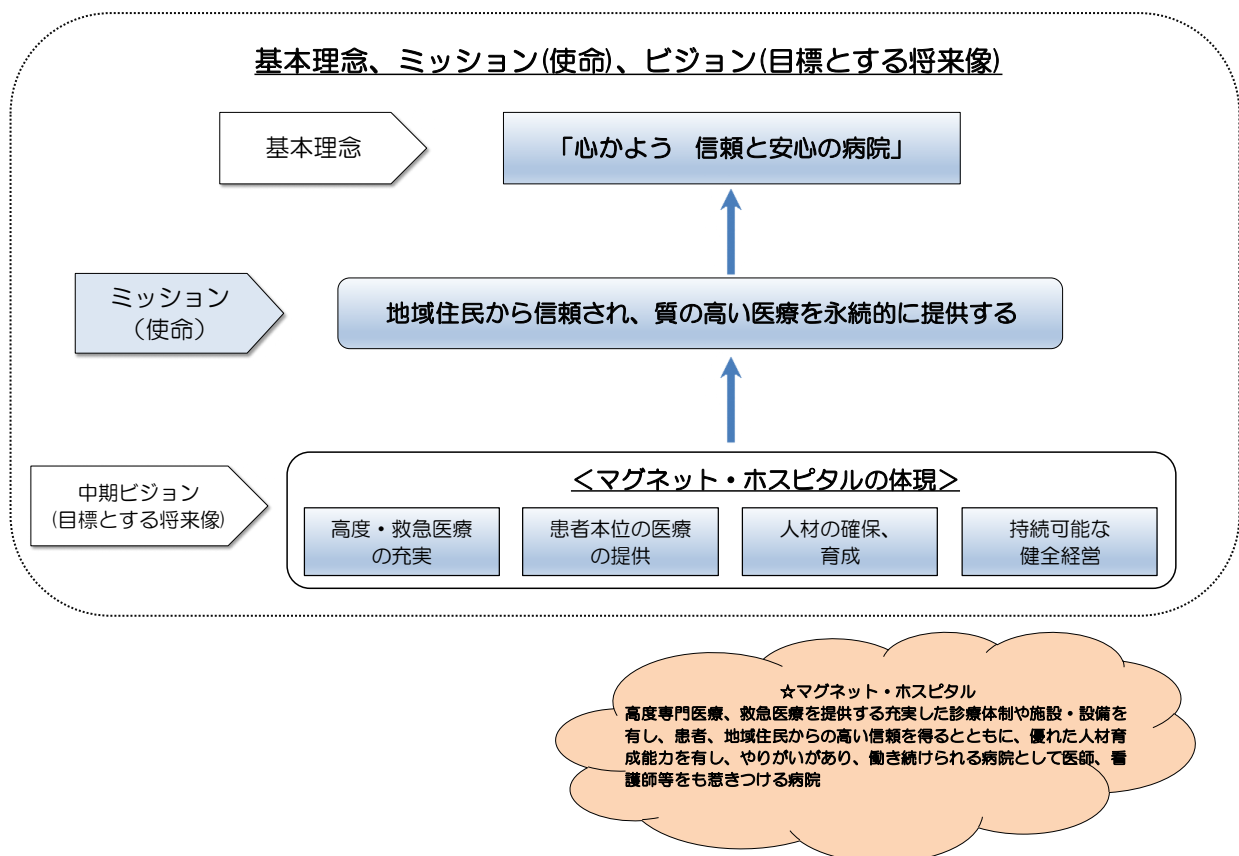 基本理念、ミッション(使命)、ビジョン(目標とする将来像)
基本理念
「心かよう　信頼と安心の病院」
ミッション
（使命）
地域住民から信頼され、質の高い医療を永続的に提供する
中期ビジョン
(目標とする将来像)
＜マグネット・ホスピタルの体現＞
高度・救急医療
の充実
患者本位の医療
の提供
人材の確保、
育成
持続可能な
健全経営
☆マグネット・ホスピタル
高度専門医療、救急医療を提供する充実した診療体制や施設・設備を
有し、患者、地域住民からの高い信頼を得るとともに、優れた人材育
成能力を有し、やりがいがあり、働き続けられる病院として医師、看
護師等をも惹きつける病院